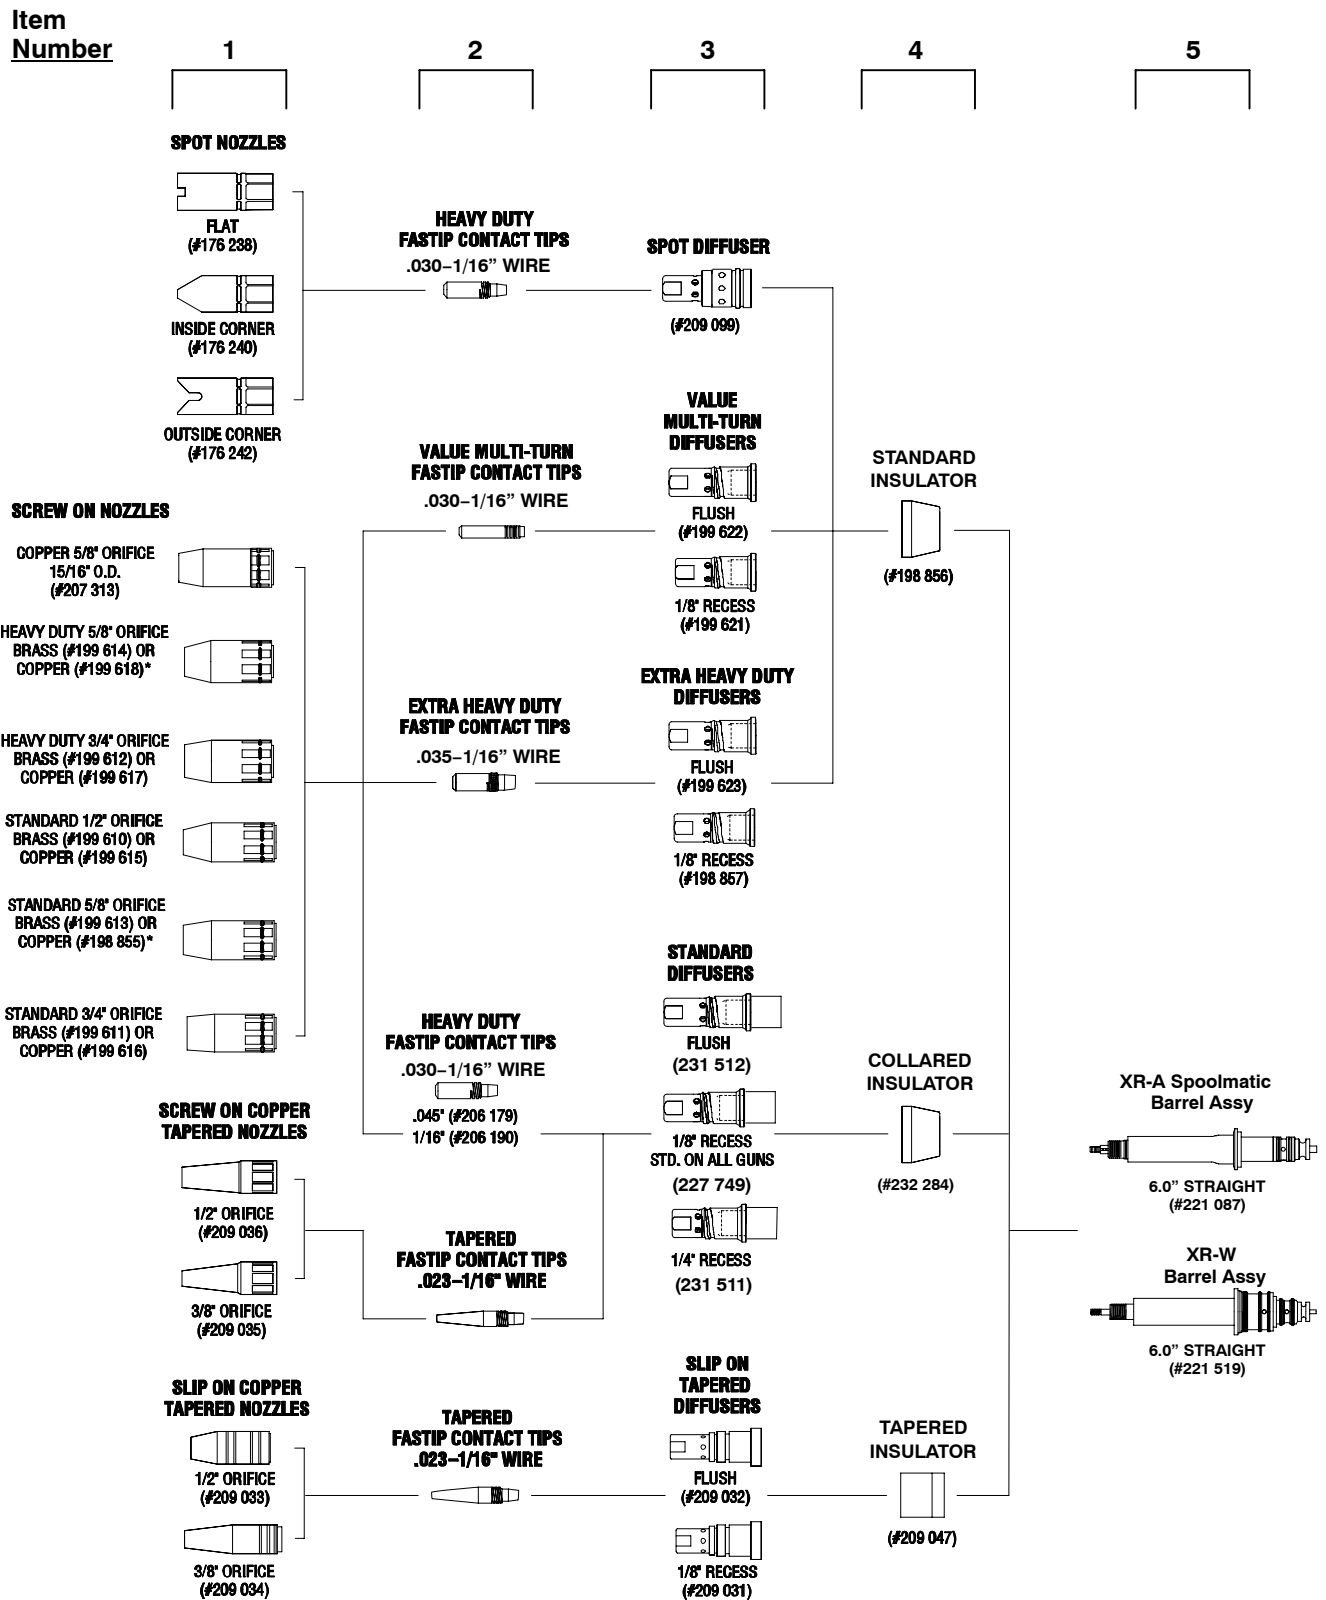 Item
Number
1
2
3
4
5
SPOT NOZZLES
FLAT
(#176 238)
INSIDE CORNER
(#176 240)
OUTSIDE CORNER
(#176 242)
SCREW ON NOZZLES
COPPER 5/8" ORIFICE
15/16" O.D.
(#207 313)
HEAVY DUTY 5/8" ORIFICE
BRASS (#199 614) OR
COPPER (#199 618)*
HEAVY DUTY 3/4" ORIFICE
BRASS (#199 612) OR
COPPER (#199 617)
STANDARD 1/2" ORIFICE
BRASS (#199 610) OR
COPPER (#199 615)
STANDARD 5/8" ORIFICE
BRASS (#199 613) OR
COPPER (#198 855)*
STANDARD 3/4" ORIFICE
BRASS (#199 611) OR
COPPER (#199 616)
SCREW ON COPPER
TAPERED NOZZLES
1/2" ORIFICE
(#209 036)
3/8" ORIFICE
(#209 035)
SLIP ON COPPER
TAPERED NOZZLES
1/2" ORIFICE
(#209 033)
3/8" ORIFICE
(#209 034)
HEAVY DUTY
FASTIP CONTACT TIPS
.030–1/16” WIRE
VALUE MULTI-TURN
FASTIP CONTACT TIPS
.030–1/16” WIRE
EXTRA HEAVY DUTY
FASTIP CONTACT TIPS
.035–1/16” WIRE
HEAVY DUTY
FASTIP CONTACT TIPS
.030–1/16” WIRE
.045" (#206 179)
1/16" (#206 190)
TAPERED
FASTIP CONTACT TIPS
.023–1/16" WIRE
TAPERED
FASTIP CONTACT TIPS
.023–1/16" WIRE
SPOT DIFFUSER
(#209 099)
VALUE
MULTI-TURN
DIFFUSERS
FLUSH
(#199 622)
1/8" RECESS
(#199 621)
EXTRA HEAVY DUTY
DIFFUSERS
FLUSH
(#199 623)
1/8" RECESS
(#198 857)
STANDARD
DIFFUSERS
FLUSH
(231 512)
1/8" RECESS
STD. ON ALL GUNS
(227 749)
1/4" RECESS
(231 511)
SLIP ON
TAPERED
DIFFUSERS
FLUSH
(#209 032)
1/8" RECESS
(#209 031)
STANDARD
INSULATOR
(#198 856)
COLLARED
INSULATOR
(#232 284)
TAPERED
INSULATOR
(#209 047)
XR-A Spoolmatic
Barrel Assy
6.0” STRAIGHT
(#221 087)
XR-W
Barrel Assy
6.0” STRAIGHT
(#221 519)